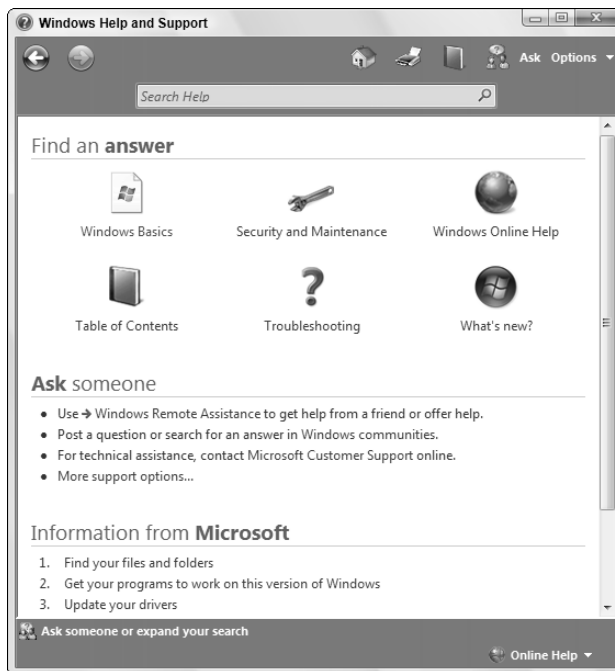 Windows Help and Support
Ask Options
Search Help
Find an answer
Windows Basics Security and Maintenance Windows Online Help
Table of Contents Troubleshooting What's new?
Ask someone
• Use ➔ Windows Remote Assistance to get help from a friend or offer help.
• Post a question or search for an answer in Windows communities.
• For technical assistance, contact Microsoft Customer Support online.
• More support options...
Information from Microsoft
1. Find your files and folders
2. Get your programs to work on this version of Windows
3. Update your drivers
Ask someone or expand your search
Online Help